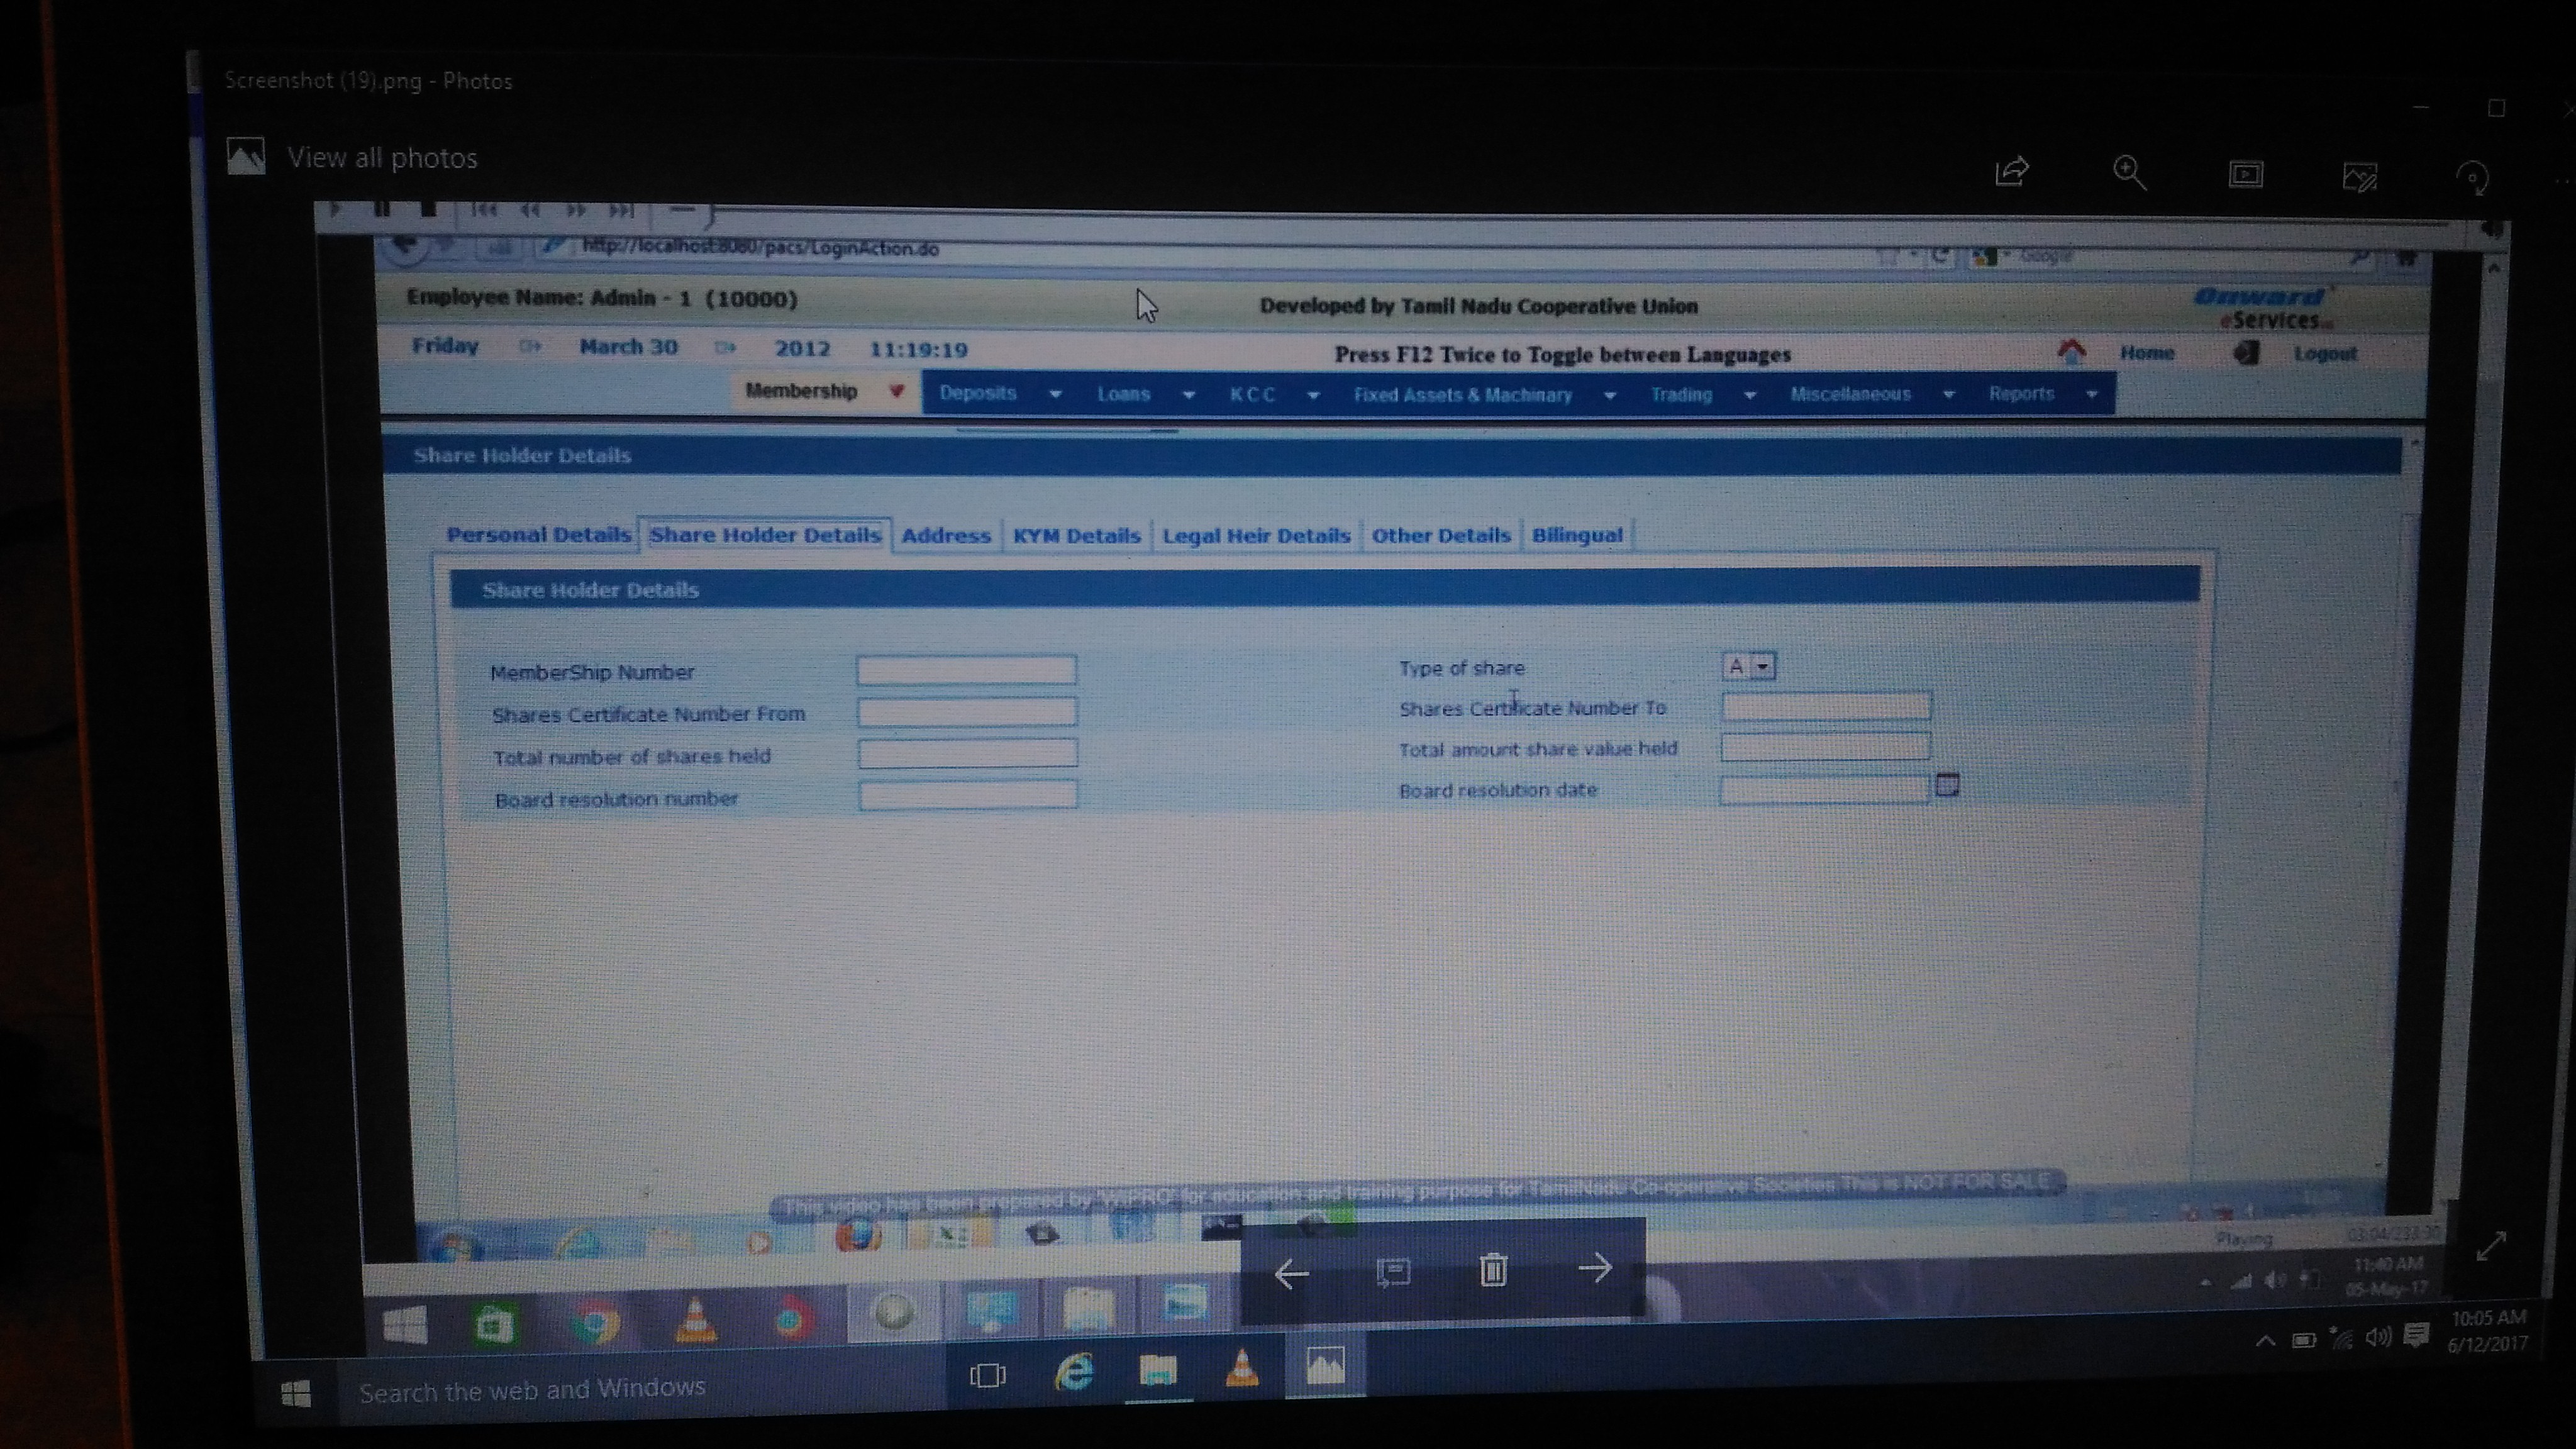 Screenshot (19).png - Photos
View all photos
http://localhost:8080/pacs/LoginAction.do
Google
Employee Name: Admin - 1 (10000)
Developed by Tamil Nadu Cooperative Union
Onward
eServices
Friday March 30 2012 11:19:19
Press F12 Twice to Toggle between Languages
Home Logout
Membership Deposits Loans KCC Fixed Assets & Machinary Trading Miscellaneous Reports
Share Holder Details
Personal Details Share Holder Details Address KYM Details Legal Heir Details Other Details Bilingual
Share Holder Details
MemberShip Number Type of share A
Shares Certificate Number From Shares Certificate Number To
Total number of shares held Total amount share value held
Board resolution number Board resolution date
This video has been prepared by 'WIPRO' for education and training purpose for TamilNadu Co-operative Societies This is NOT FOR SALE
Playing
11:40 AM
05-May-17
Search the web and Windows
10:05 AM
6/12/2017